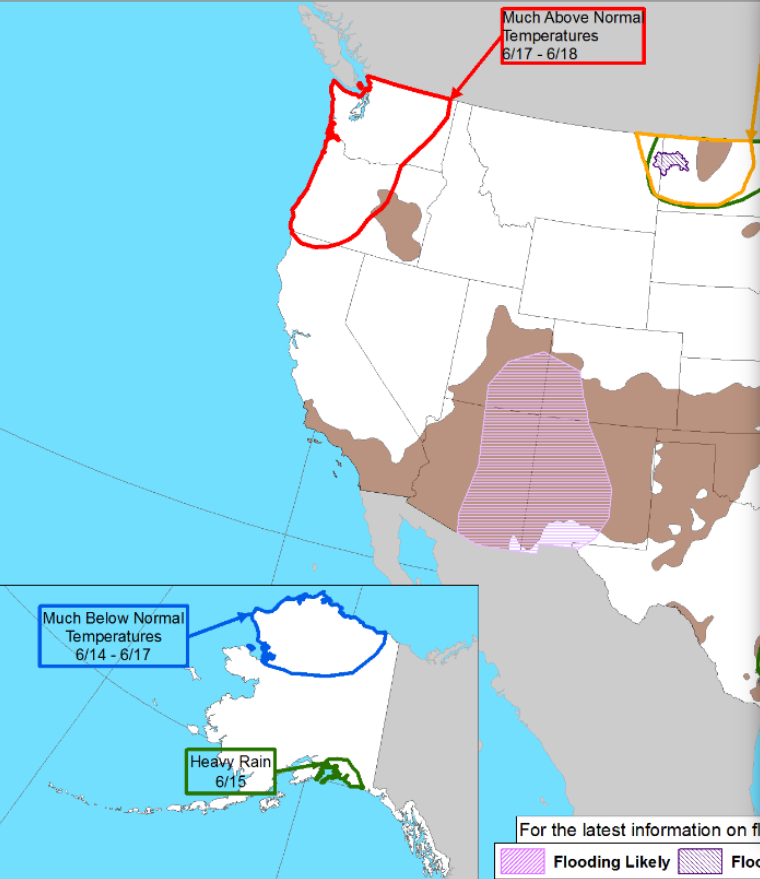 Much Above Normal
Temperatures
6/17 - 6/18
Much Below Normal
Temperatures
6/14 - 6/17
Heavy Rain
6/15
For the latest information on fl
Flooding Likely
Floo